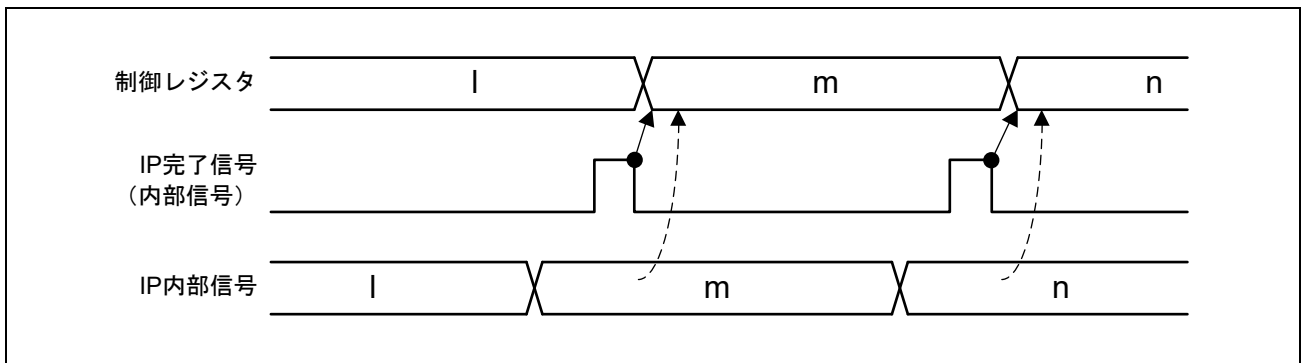 制御レジスタ
l m n
IP完了信号
（内部信号）
IP内部信号
l m n